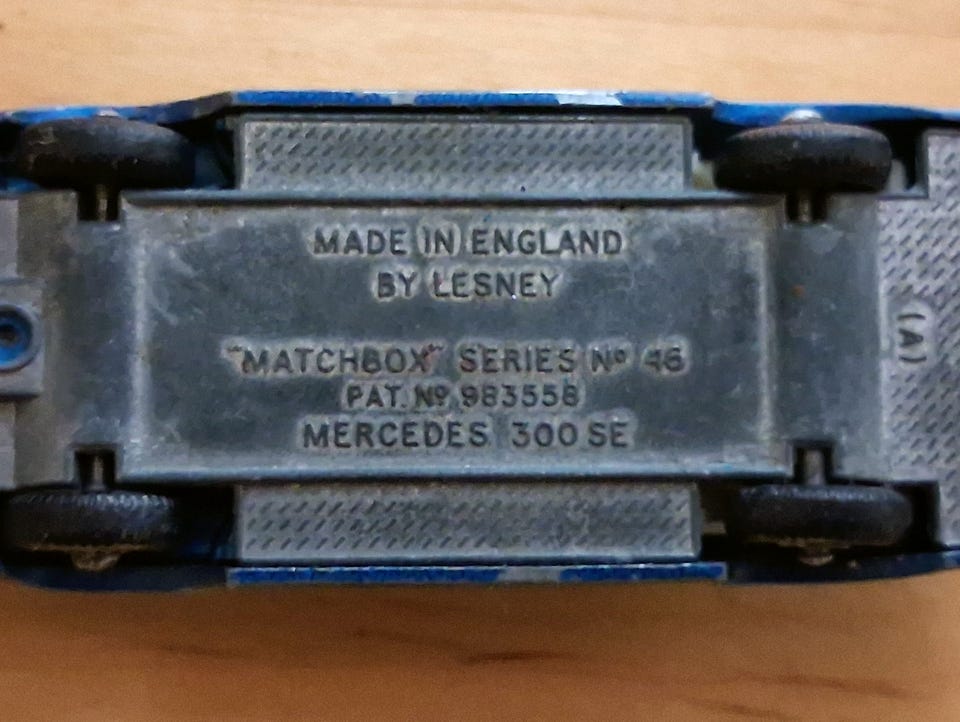 MADE IN ENGLAND
BY LESNEY
"MATCHBOX" SERIES Nº 46
PAT. Nº 983558
MERCEDES 300 SE
(A)